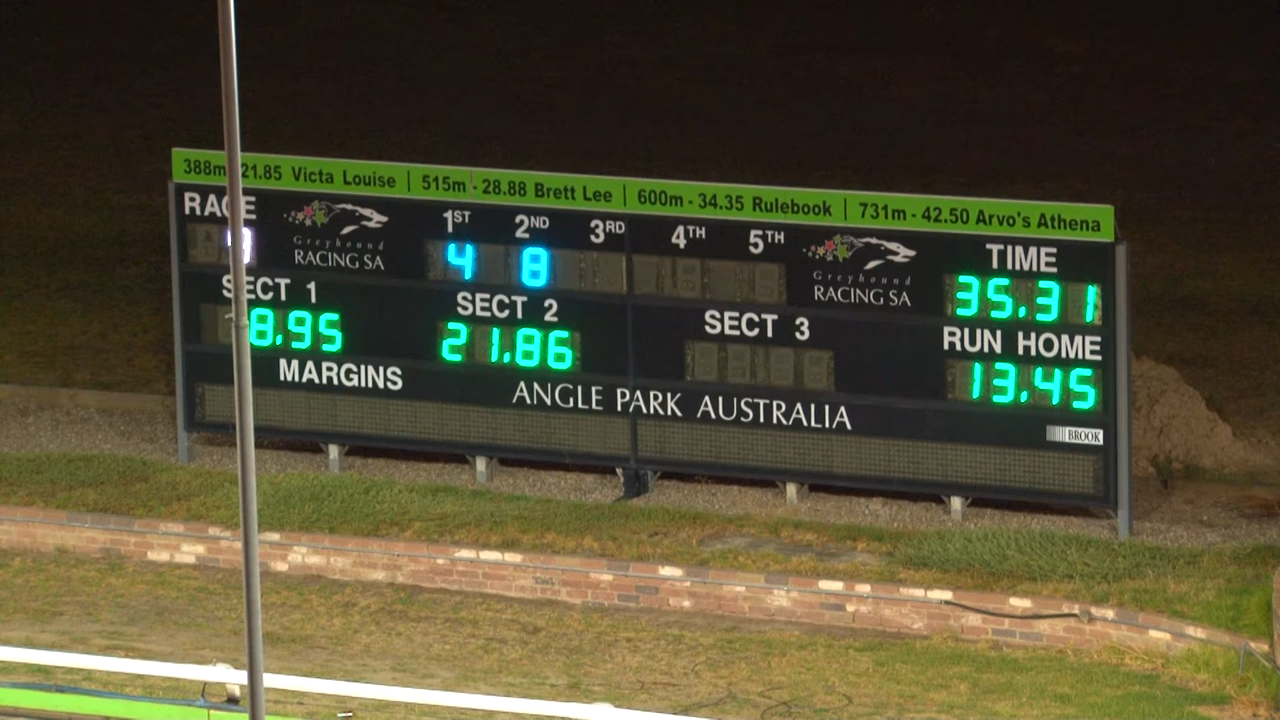 388m 21.85 Victa Louise | 515m - 28.88 Brett Lee | 600m - 34.35 Rulebook | 731m - 42.50 Arvo's Athena
RACE
Greyhound
RACING SA
1ST 2ND 3RD 4TH 5TH
4 8
Greyhound
RACING SA
TIME
35.31
SECT 1
8.95
SECT 2
21.86
SECT 3
RUN HOME
13.45
MARGINS
ANGLE PARK AUSTRALIA
BROOK